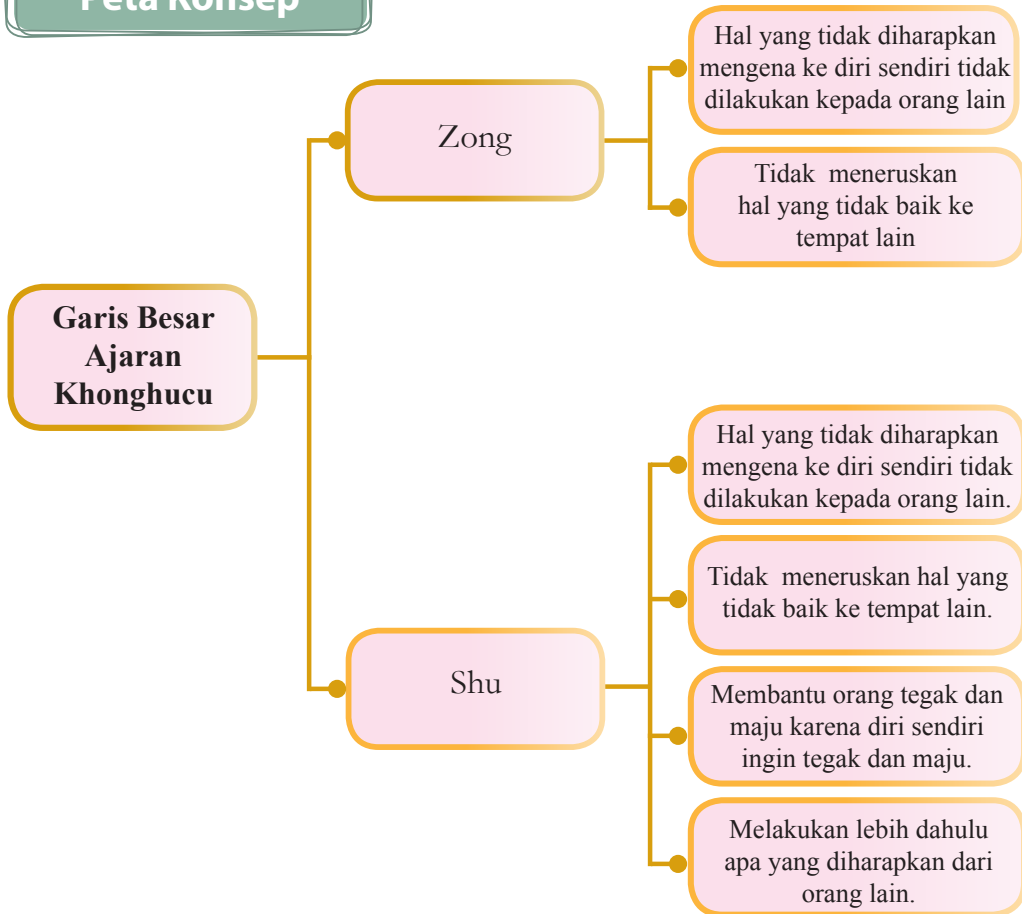 Peta Konsep
Garis Besar
Ajaran
Khonghucu
Zong
Hal yang tidak diharapkan
mengena ke diri sendiri tidak
dilakukan kepada orang lain
Tidak meneruskan
hal yang tidak baik ke
tempat lain
Shu
Hal yang tidak diharapkan
mengena ke diri sendiri tidak
dilakukan kepada orang lain.
Tidak meneruskan hal yang
tidak baik ke tempat lain.
Membantu orang tegak dan
maju karena diri sendiri
ingin tegak dan maju.
Melakukan lebih dahulu
apa yang diharapkan dari
orang lain.